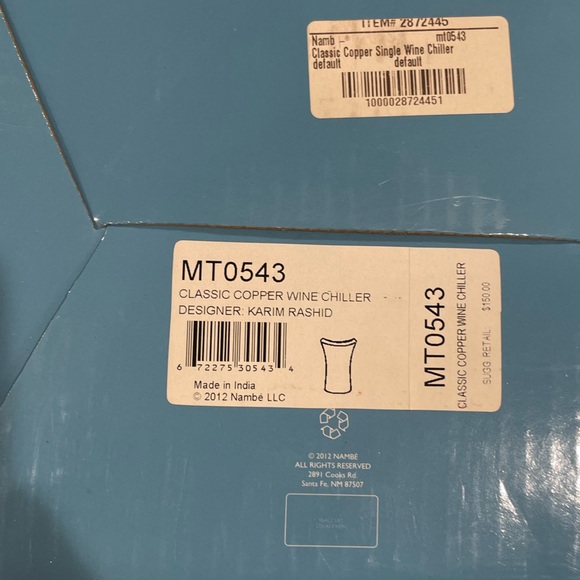 ITEM# 2872445
Namb - mt0543
Classic Copper Single Wine Chiller
default default
1000028724451
MT0543
CLASSIC COPPER WINE CHILLER
DESIGNER: KARIM RASHID
6 72275 30543 4
Made in India
© 2012 Nambé LLC
MT0543
CLASSIC COPPER WINE CHILLER
SUGG. RETAIL $150.00
© 2012 NAMBE
ALL RIGHTS RESERVED
2891 Cooks Rd.
Santa Fe, NM 87507